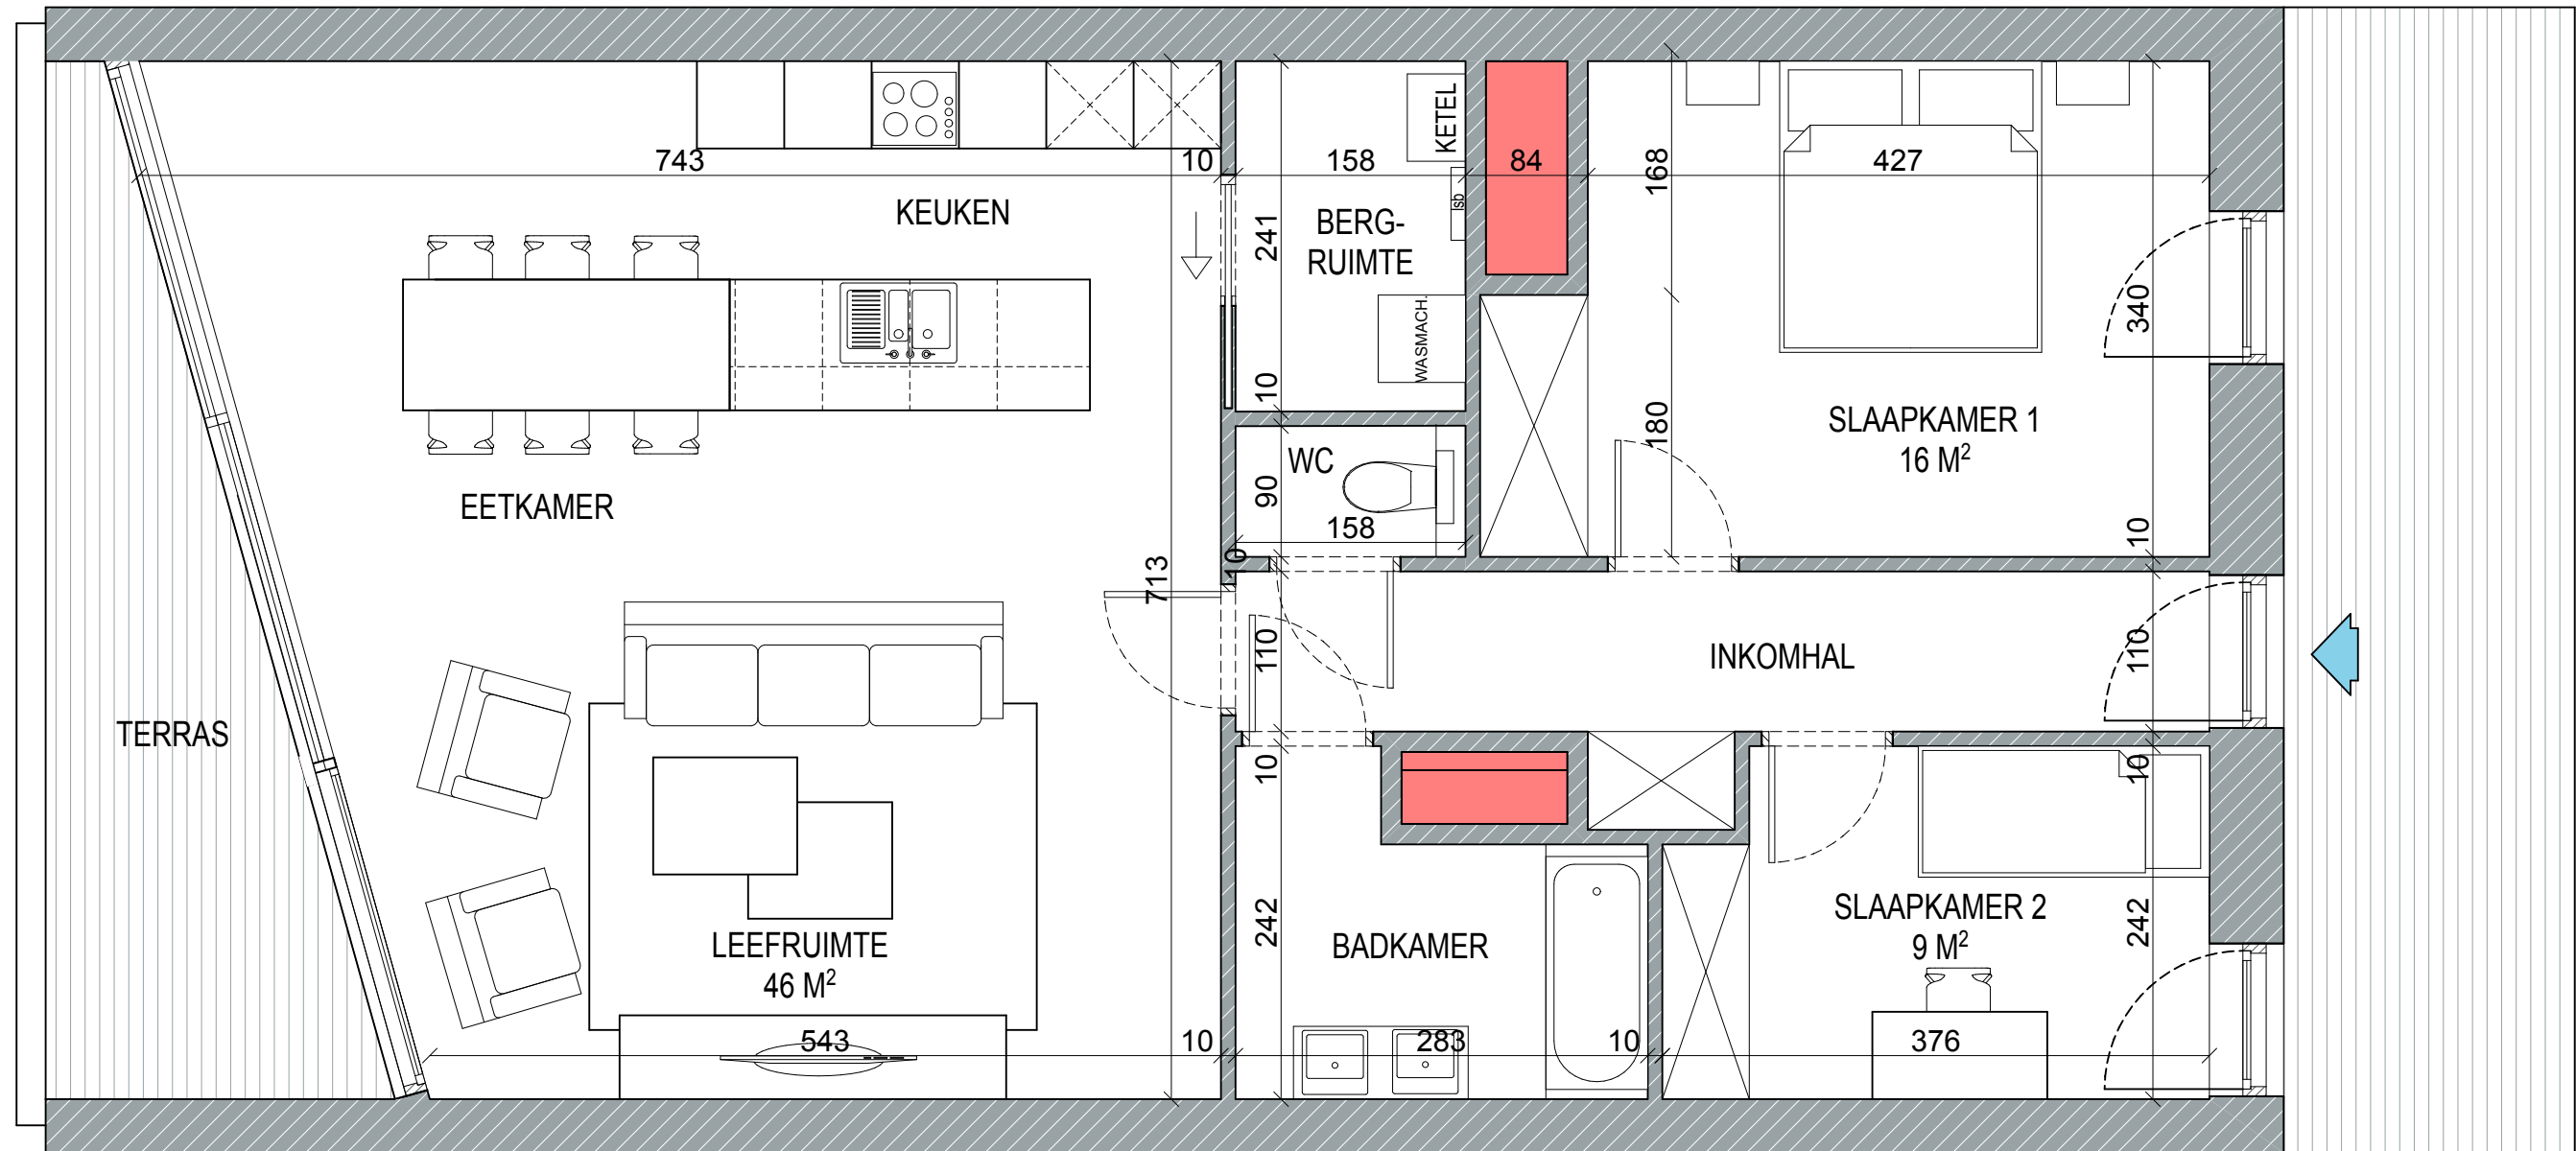 743
10
158
84
168
427
KETEL
KEUKEN
isb
BERG-
RUIMTE
241
340
WASMACH.
10
180
SLAAPKAMER 1
16 M²
WC
90
158
EETKAMER
10
10
713
110
INKOMHAL
110
TERRAS
10
10
SLAAPKAMER 2
9 M²
242
242
LEEFRUIMTE
46 M²
BADKAMER
543
10
283
10
376